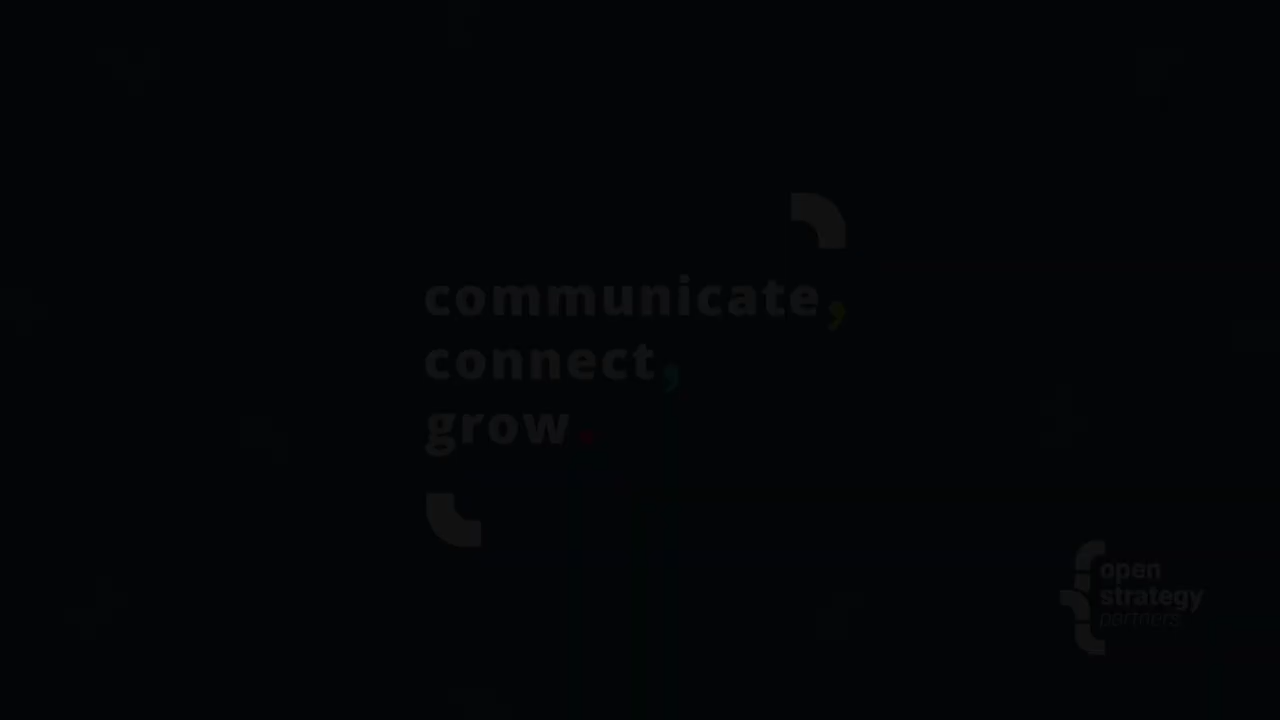 communicate,
connect,
grow.
open
strategy
partners